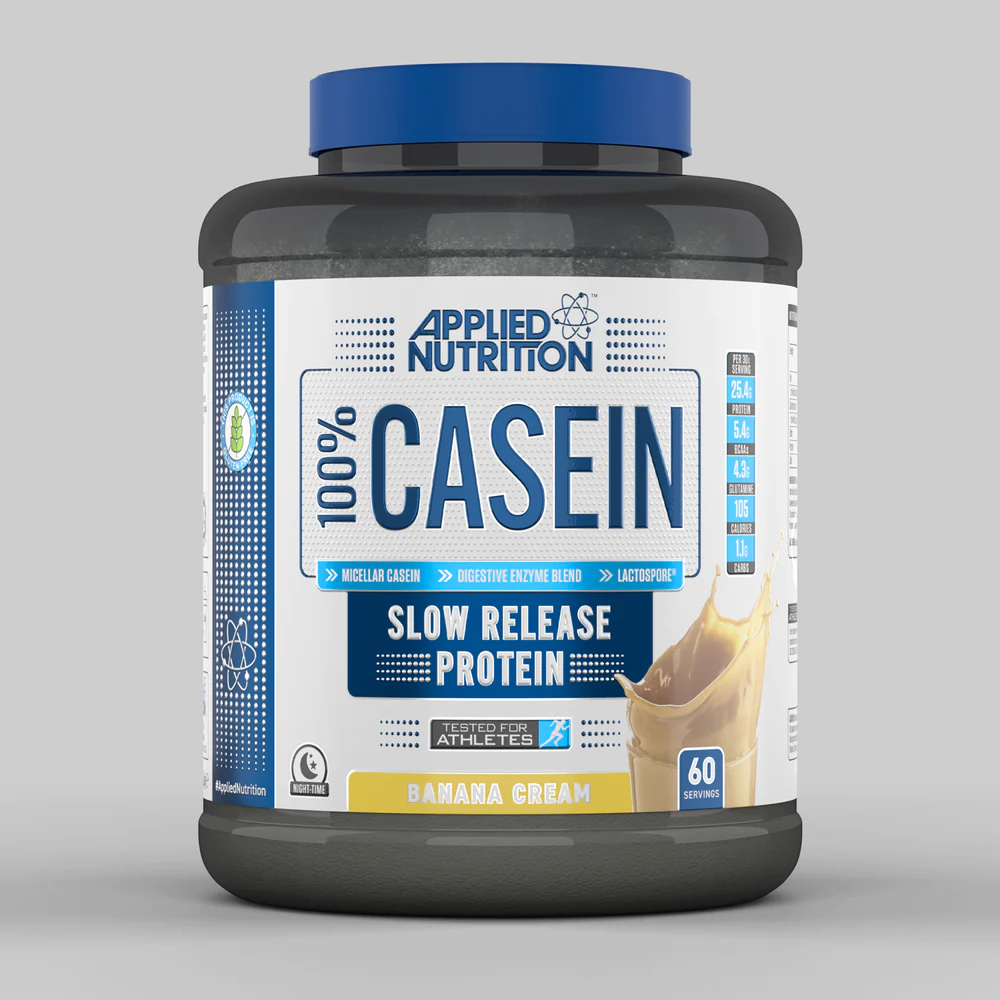 APPLIED
NUTRITION
™
100% CASEIN
MICELLAR CASEIN
DIGESTIVE ENZYME BLEND
LACTOSPORE®
SLOW RELEASE
PROTEIN
TESTED FOR
ATHLETES
BANANA CREAM
60
SERVINGS
NIGHT-TIME
#AppliedNutrition
PER 30G
SERVING
25.4G
PROTEIN
5.4G
BCAAs
4.3G
GLUTAMINE
105
CALORIES
1.1G
CARBS